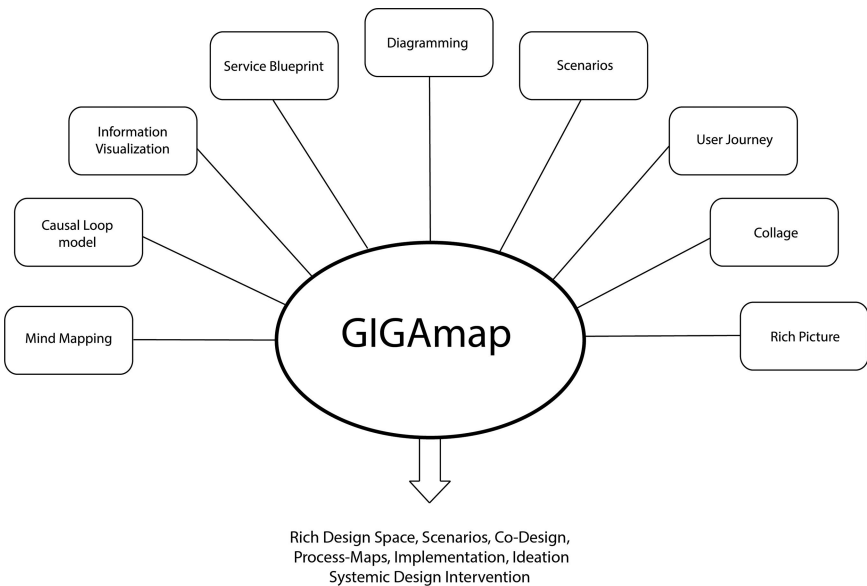 Diagramming
Service Blueprint
Scenarios
Information
Visualization
User Journey
Causal Loop
model
Collage
Mind Mapping
GIGAmap
Rich Picture
Rich Design Space, Scenarios, Co-Design,
Process-Maps, Implementation, Ideation
Systemic Design Intervention